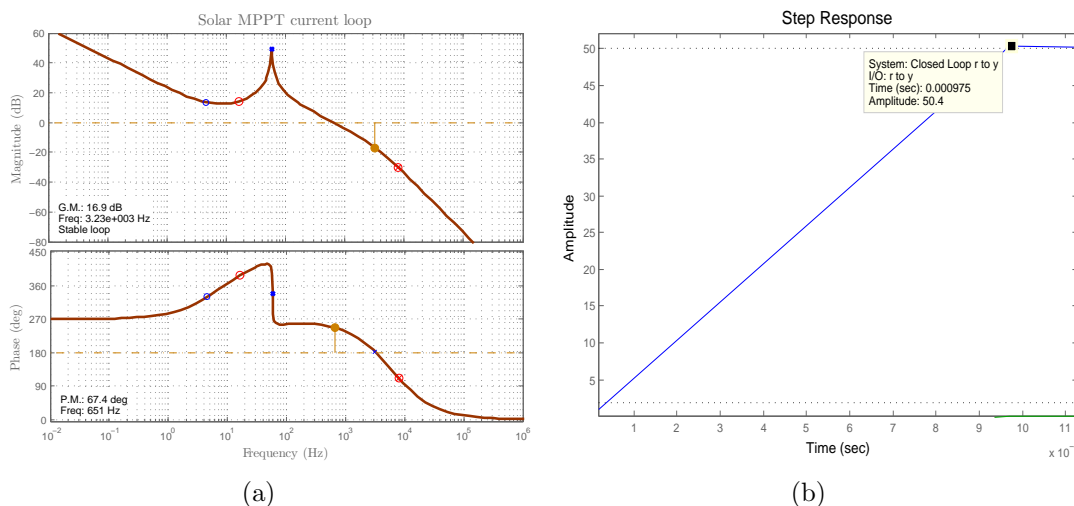 Solar MPPT current loop
Magnitude (dB)
60
40
20
0
−20
−40
−60
−80
G.M.: 16.9 dB
Freq: 3.23e+003 Hz
Stable loop
Phase (deg)
450
360
270
180
90
0
P.M.: 67.4 deg
Freq: 651 Hz
10^-2 10^-1 10^0 10^1 10^2 10^3 10^4 10^5 10^6
Frequency (Hz)
(a)
Step Response
Amplitude
50
45
40
35
30
25
20
15
10
5
System: Closed Loop r to y
I/O: r to y
Time (sec): 0.000975
Amplitude: 50.4
1 2 3 4 5 6 7 8 9 10 11
Time (sec)
x 10
(b)